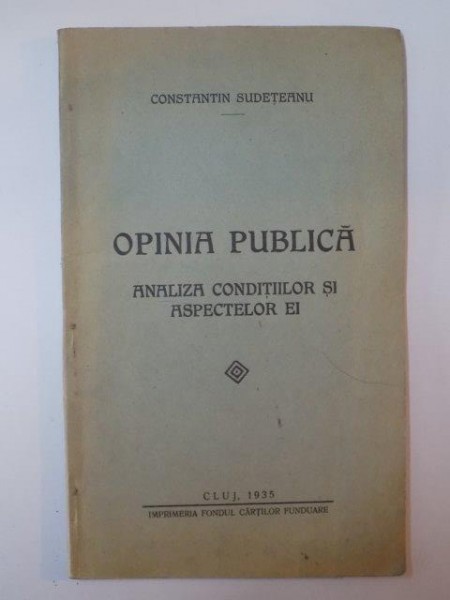 CONSTANTIN SUDEȚEANU
OPINIA PUBLICĂ
ANALIZA CONDIȚIILOR ȘI
ASPECTELOR EI
CLUJ, 1935
IMPRIMERIA FONDUL CĂRȚILOR FUNDUARE